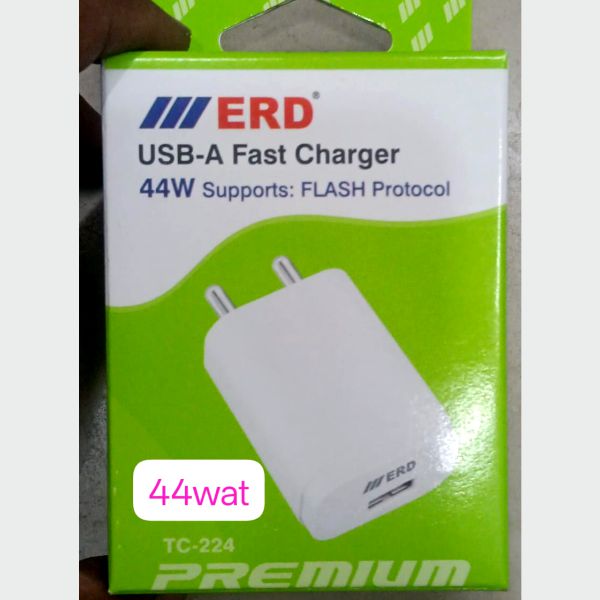 ERD®
USB-A Fast Charger
44W Supports: FLASH Protocol
ERD
44wat
TC-224
PREMIUM